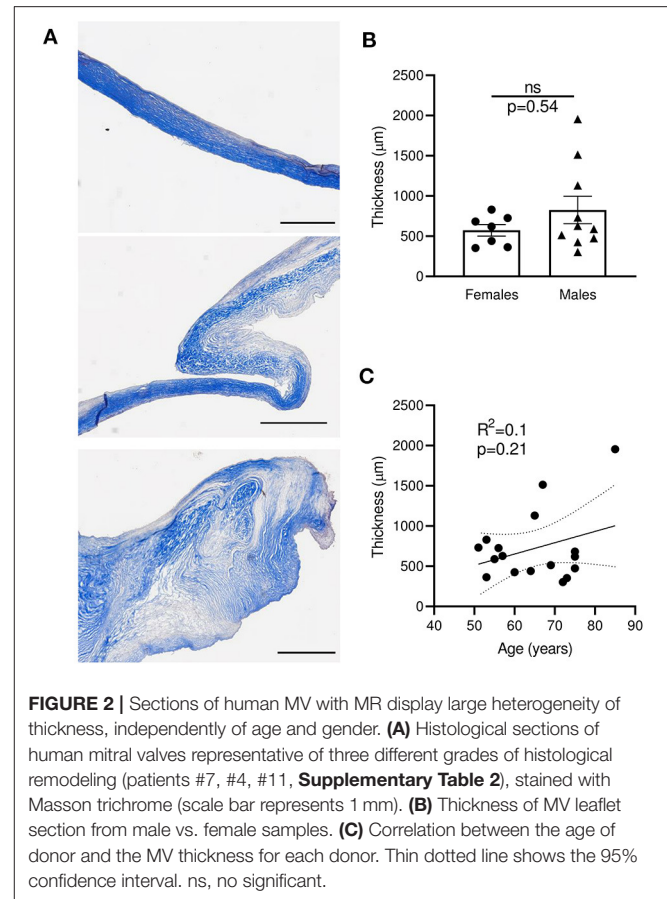 A
B
2500
2000
1500
1000
500
0
Thickness (μm)
ns
p=0.54
Females
Males
C
2500
2000
1500
1000
500
0
Thickness (μm)
R²=0.1
p=0.21
40
50
60
70
80
90
Age (years)
FIGURE 2 | Sections of human MV with MR display large heterogeneity of
thickness, independently of age and gender. (A) Histological sections of
human mitral valves representative of three different grades of histological
remodeling (patients #7, #4, #11, Supplementary Table 2), stained with
Masson trichrome (scale bar represents 1 mm). (B) Thickness of MV leaflet
section from male vs. female samples. (C) Correlation between the age of
donor and the MV thickness for each donor. Thin dotted line shows the 95%
confidence interval. ns, no significant.